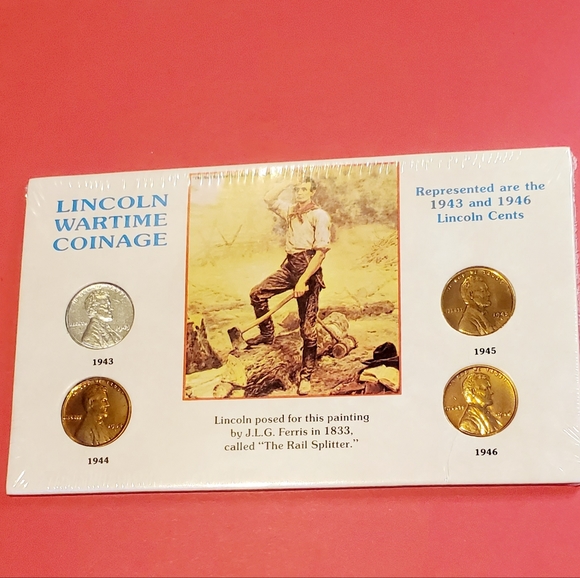 LINCOLN
WARTIME
COINAGE
Represented are the
1943 and 1946
Lincoln Cents
1943
1944
1945
1946
Lincoln posed for this painting
by J.L.G. Ferris in 1833,
called "The Rail Splitter."